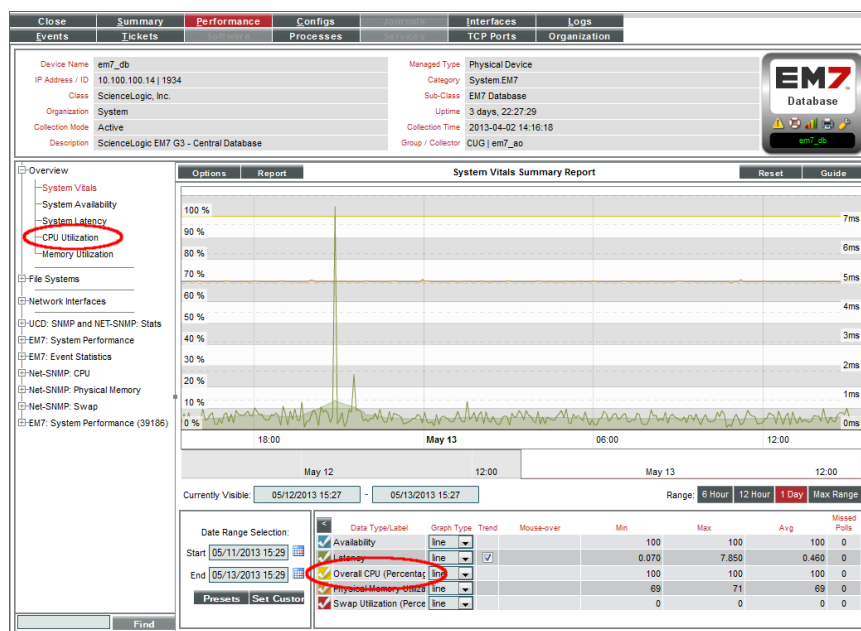 Close Summary Performance Configs Journals Interfaces Logs
Events Tickets Software Processes Services TCP Ports Organization
Device Name em7_db Managed Type Physical Device
IP Address / ID 10.100.100.14 | 1934 Category System.EM7
Class ScienceLogic, Inc. Sub-Class EM7 Database
Organization System Uptime 3 days, 22:27:29
Collection Mode Active Collection Time 2013-04-02 14:16:18
Description ScienceLogic EM7 G3 - Central Database Group / Collector CUG | em7_ao
EM7
Database
em7_db
Overview
System Vitals
System Availability
System Latency
CPU Utilization
Memory Utilization
File Systems
Network Interfaces
UCD: SNMP and NET-SNMP: Stats
EM7: System Performance
EM7: Event Statistics
Net-SNMP: CPU
Net-SNMP: Physical Memory
Net-SNMP: Swap
EM7: System Performance (39186)
Find
Options Report System Vitals Summary Report Reset Guide
100 %
90 %
80 %
70 %
60 %
50 %
40 %
30 %
20 %
10 %
0 %
7ms
6ms
5ms
4ms
3ms
2ms
1ms
0ms
18:00 May 13 06:00 12:00
May 12 12:00 May 13 12:00
Currently Visible: 05/12/2013 15:27 - 05/13/2013 15:27 Range: 6 Hour 12 Hour 1 Day Max Range
Date Range Selection:
Start 05/11/2013 15:29
End 05/13/2013 15:29
Presets Set Custor
< Data Type/Label Graph Type Trend Mouse-over Min Max Avg Missed Polls
Availability line 100 100 100 0
Latency line 0.070 7.850 0.460 0
Overall CPU (Percentag line 100 100 100 0
Physical Memory Utiliza line 69 71 69 0
Swap Utilization (Perce line 0 0 0 0